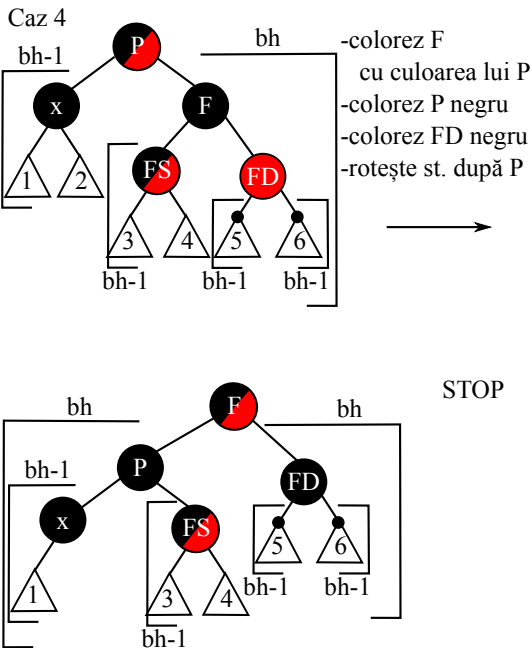 Caz 4
bh-1
P
bh
x
F
1
2
FS
FD
3
4
5
6
bh-1
bh-1
bh-1
-colorez F
cu culoarea lui P
-colorez P negru
-colorez FD negru
-rotește st. după P
STOP
bh
F
bh
bh-1
P
FD
x
FS
5
6
1
3
4
bh-1
bh-1
bh-1